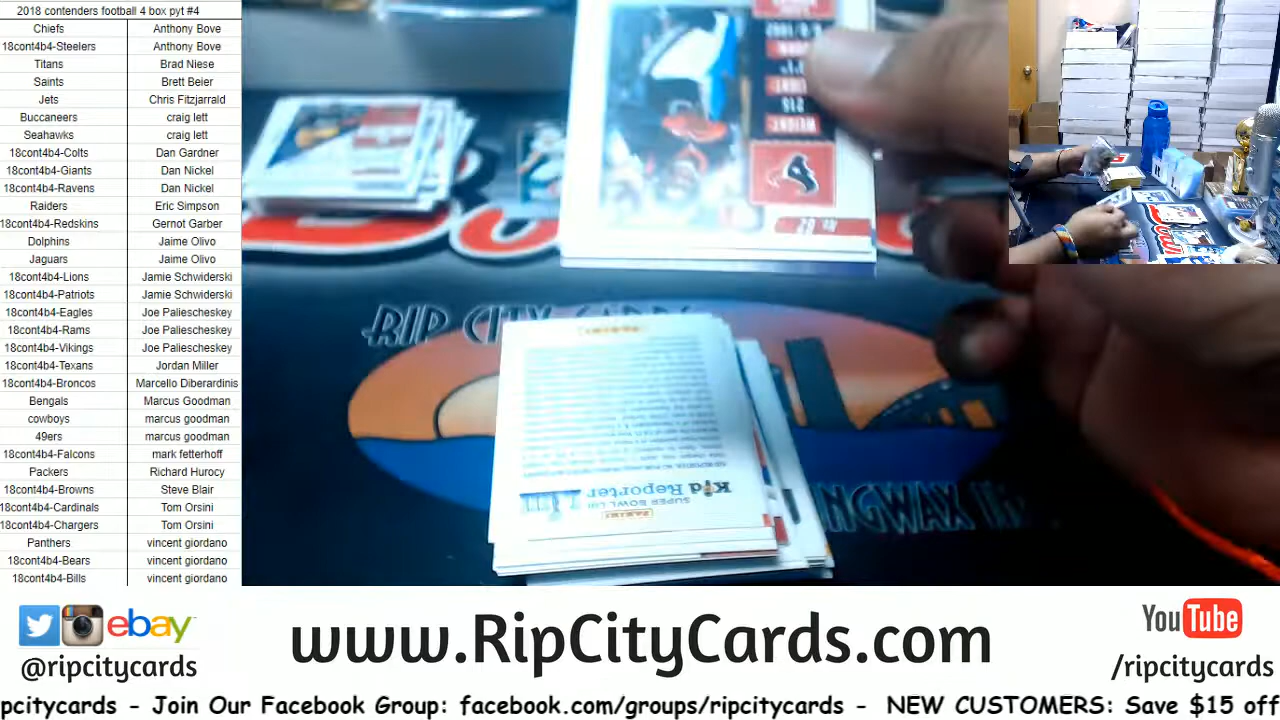 2018 contenders football 4 box pyt #4
Chiefs Anthony Bove
18cont4b4-Steelers Anthony Bove
Titans Brad Niese
Saints Brett Beier
Jets Chris Fitzjarrald
Buccaneers craig lett
Seahawks craig lett
18cont4b4-Colts Dan Gardner
18cont4b4-Giants Dan Nickel
18cont4b4-Ravens Dan Nickel
Raiders Eric Simpson
18cont4b4-Redskins Gernot Garber
Dolphins Jaime Olivo
Jaguars Jaime Olivo
18cont4b4-Lions Jamie Schwiderski
18cont4b4-Patriots Jamie Schwiderski
18cont4b4-Eagles Joe Paliescheskey
18cont4b4-Rams Joe Paliescheskey
18cont4b4-Vikings Joe Paliescheskey
18cont4b4-Texans Jordan Miller
18cont4b4-Broncos Marcello Diberardinis
Bengals Marcus Goodman
cowboys marcus goodman
49ers marcus goodman
18cont4b4-Falcons mark fetterhoff
Packers Richard Hurocy
18cont4b4-Browns Steve Blair
18cont4b4-Cardinals Tom Orsini
18cont4b4-Chargers Tom Orsini
Panthers vincent giordano
18cont4b4-Bears vincent giordano
18cont4b4-Bills vincent giordano
WEIGHT
215
RIP CITY CARDS
PANINI
SUPER BOWL LIII
Kid Reporter
INGWAX
ebay
@ripcitycards
www.RipCityCards.com
YouTube
/ripcitycards
pcitycards - Join Our Facebook Group: facebook.com/groups/ripcitycards - NEW CUSTOMERS: Save $15 off